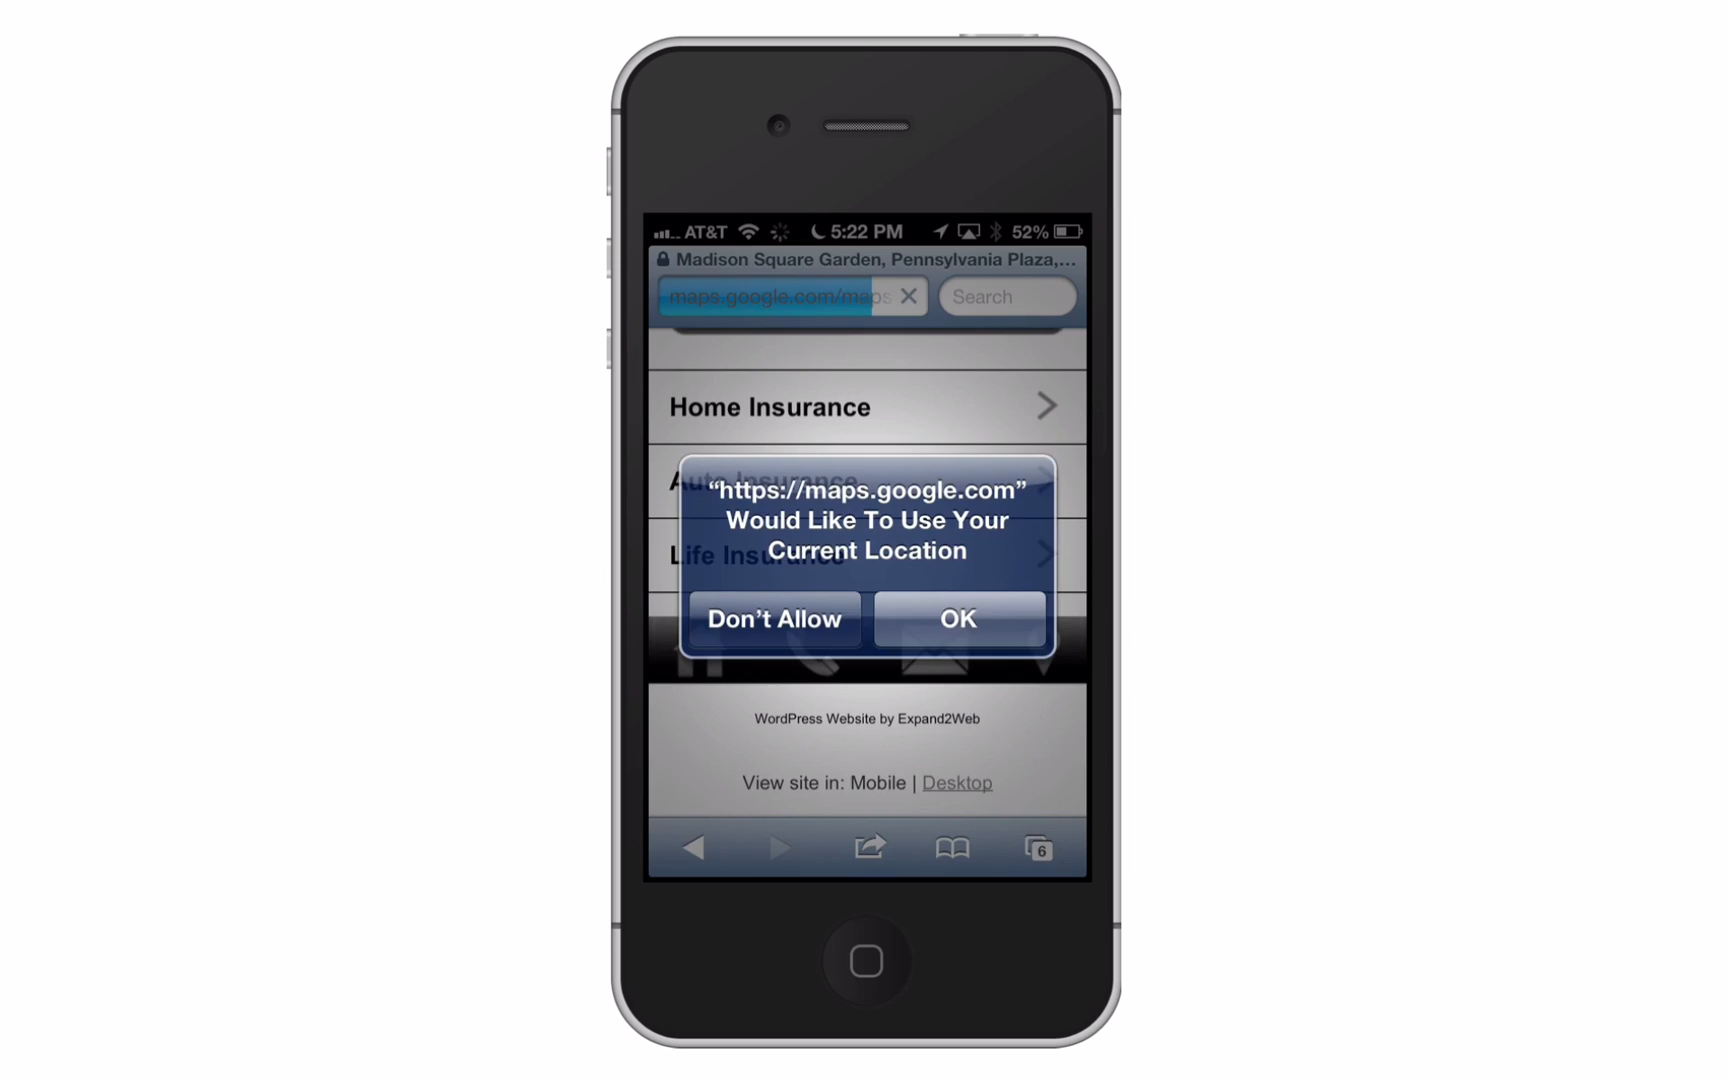 AT&T 5:22 PM 52%
Madison Square Garden, Pennsylvania Plaza,...
maps.google.com/maps Search
Home Insurance
Auto Insurance
“https://maps.google.com”
Would Like To Use Your
Current Location
Life Insurance
Don’t Allow OK
WordPress Website by Expand2Web
View site in: Mobile | Desktop
6